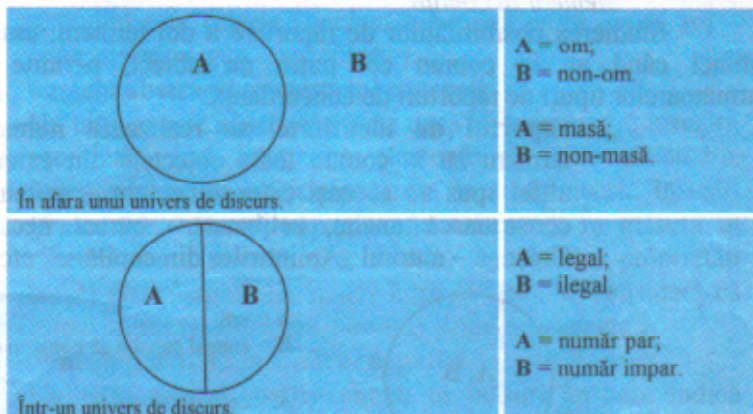 A
B
A = om;
B = non-om.
A = masă;
B = non-masă.
În afara unui univers de discurs.
A
B
A = legal;
B = ilegal.
A = număr par;
B = număr impar.
Într-un univers de discurs.